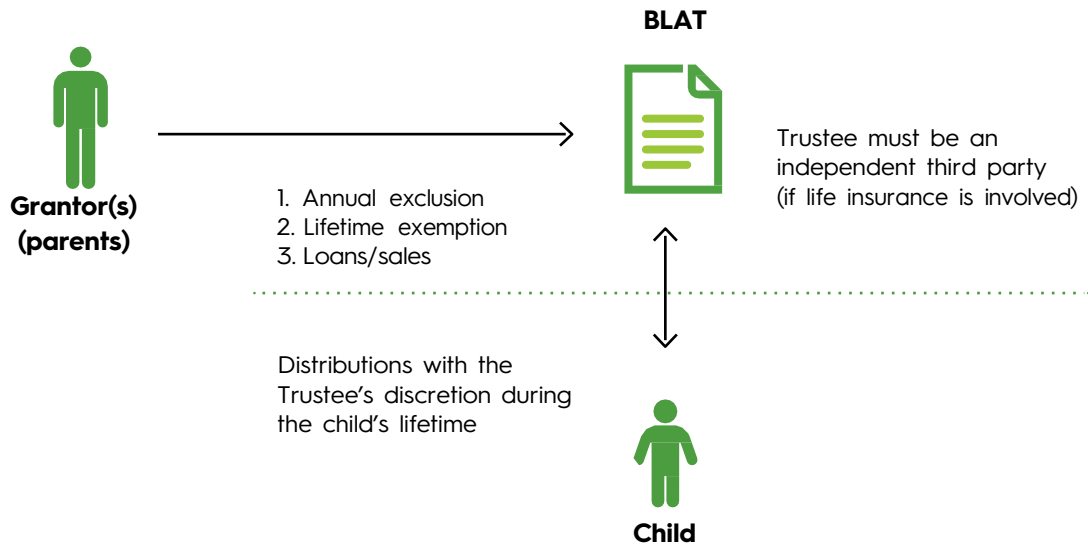 BLAT
Grantor(s)
(parents)
1. Annual exclusion
2. Lifetime exemption
3. Loans/sales
Trustee must be an
independent third party
(if life insurance is involved)
Distributions with the
Trustee's discretion during
the child's lifetime
Child